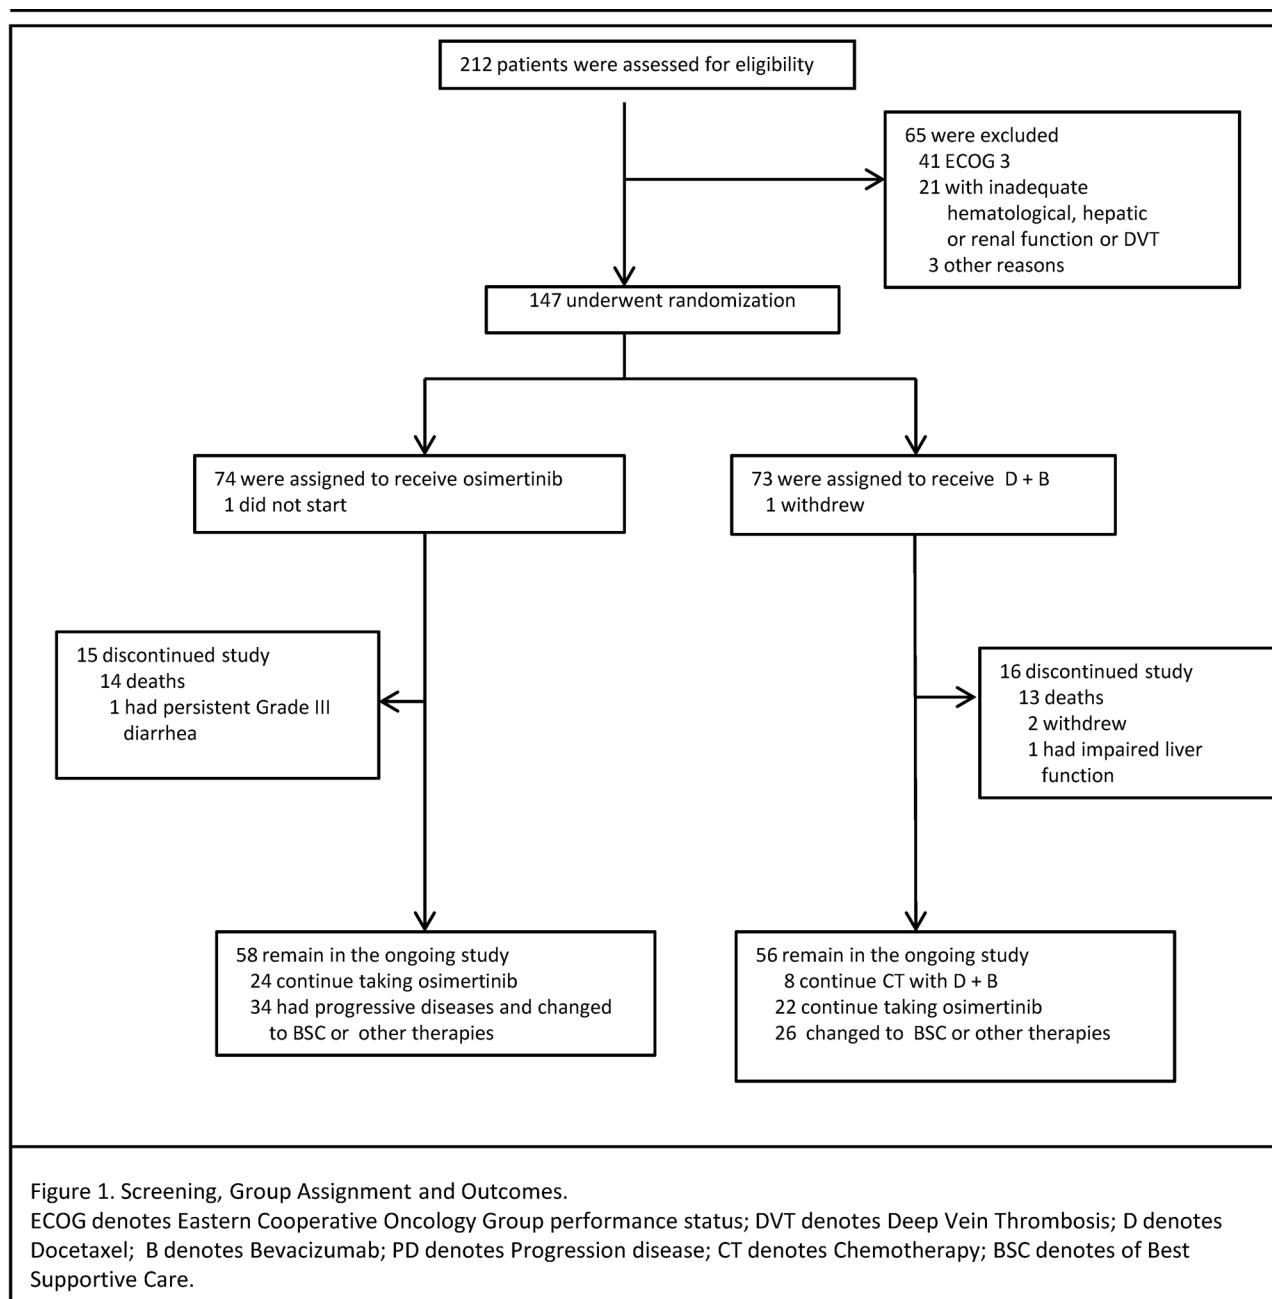 212 patients were assessed for eligibility
65 were excluded
41 ECOG 3
21 with inadequate
hematological, hepatic
or renal function or DVT
3 other reasons
147 underwent randomization
74 were assigned to receive osimertinib
1 did not start
73 were assigned to receive D + B
1 withdrew
15 discontinued study
14 deaths
1 had persistent Grade III
diarrhea
16 discontinued study
13 deaths
2 withdrew
1 had impaired liver
function
58 remain in the ongoing study
24 continue taking osimertinib
34 had progressive diseases and changed
to BSC or other therapies
56 remain in the ongoing study
8 continue CT with D + B
22 continue taking osimertinib
26 changed to BSC or other therapies
Figure 1. Screening, Group Assignment and Outcomes.
ECOG denotes Eastern Cooperative Oncology Group performance status; DVT denotes Deep Vein Thrombosis; D denotes
Docetaxel; B denotes Bevacizumab; PD denotes Progression disease; CT denotes Chemotherapy; BSC denotes of Best
Supportive Care.